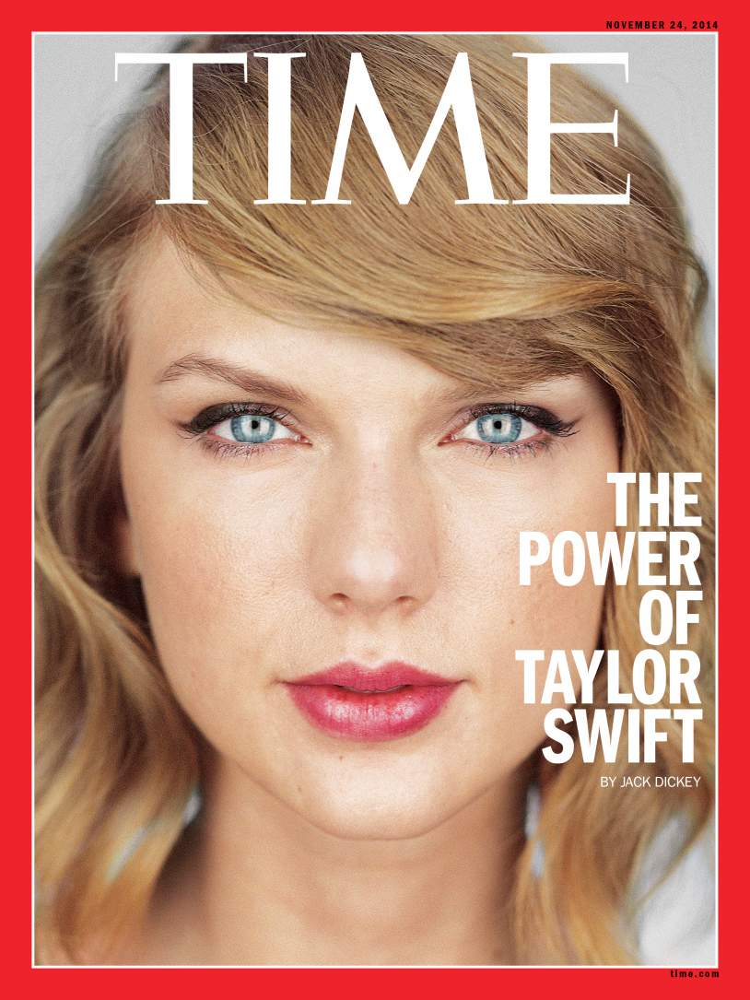 NOVEMBER 24, 2014
TIME
THE
POWER
OF
TAYLOR
SWIFT
BY JACK DICKEY
time.com